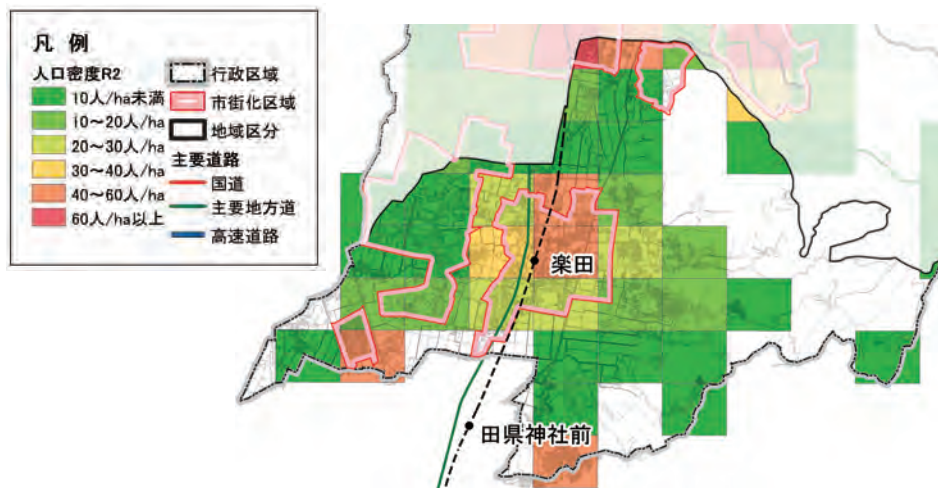 凡 例
人口密度R2
10人/ha未満
10～20人/ha
20～30人/ha
30～40人/ha
40～60人/ha
60人/ha以上
行政区域
市街化区域
地域区分
主要道路
国道
主要地方道
高速道路
楽田
田県神社前